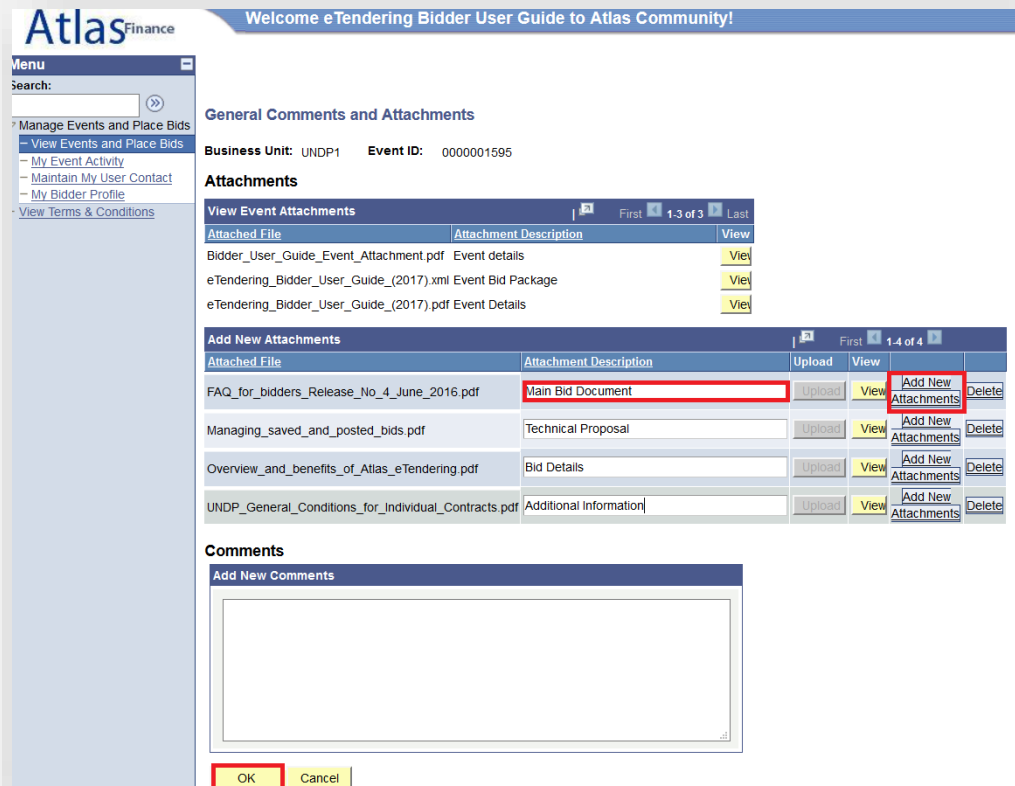 Atlas Finance
Welcome eTendering Bidder User Guide to Atlas Community!
Menu
Search:
Manage Events and Place Bids
– View Events and Place Bids
– My Event Activity
– Maintain My User Contact
– My Bidder Profile
- View Terms & Conditions
General Comments and Attachments
Business Unit: UNDP1 Event ID: 0000001595
Attachments
View Event Attachments | First 1-3 of 3 Last
Attached File Attachment Description View
Bidder_User_Guide_Event_Attachment.pdf Event details View
eTendering_Bidder_User_Guide_(2017).xml Event Bid Package View
eTendering_Bidder_User_Guide_(2017).pdf Event Details View
Add New Attachments | First 1-4 of 4
Attached File Attachment Description Upload View
FAQ_for_bidders_Release_No_4_June_2016.pdf Main Bid Document Upload View Add New Attachments Delete
Managing_saved_and_posted_bids.pdf Technical Proposal Upload View Add New Attachments Delete
Overview_and_benefits_of_Atlas_eTendering.pdf Bid Details Upload View Add New Attachments Delete
UNDP_General_Conditions_for_Individual_Contracts.pdf Additional Information Upload View Add New Attachments Delete
Comments
Add New Comments
OK Cancel